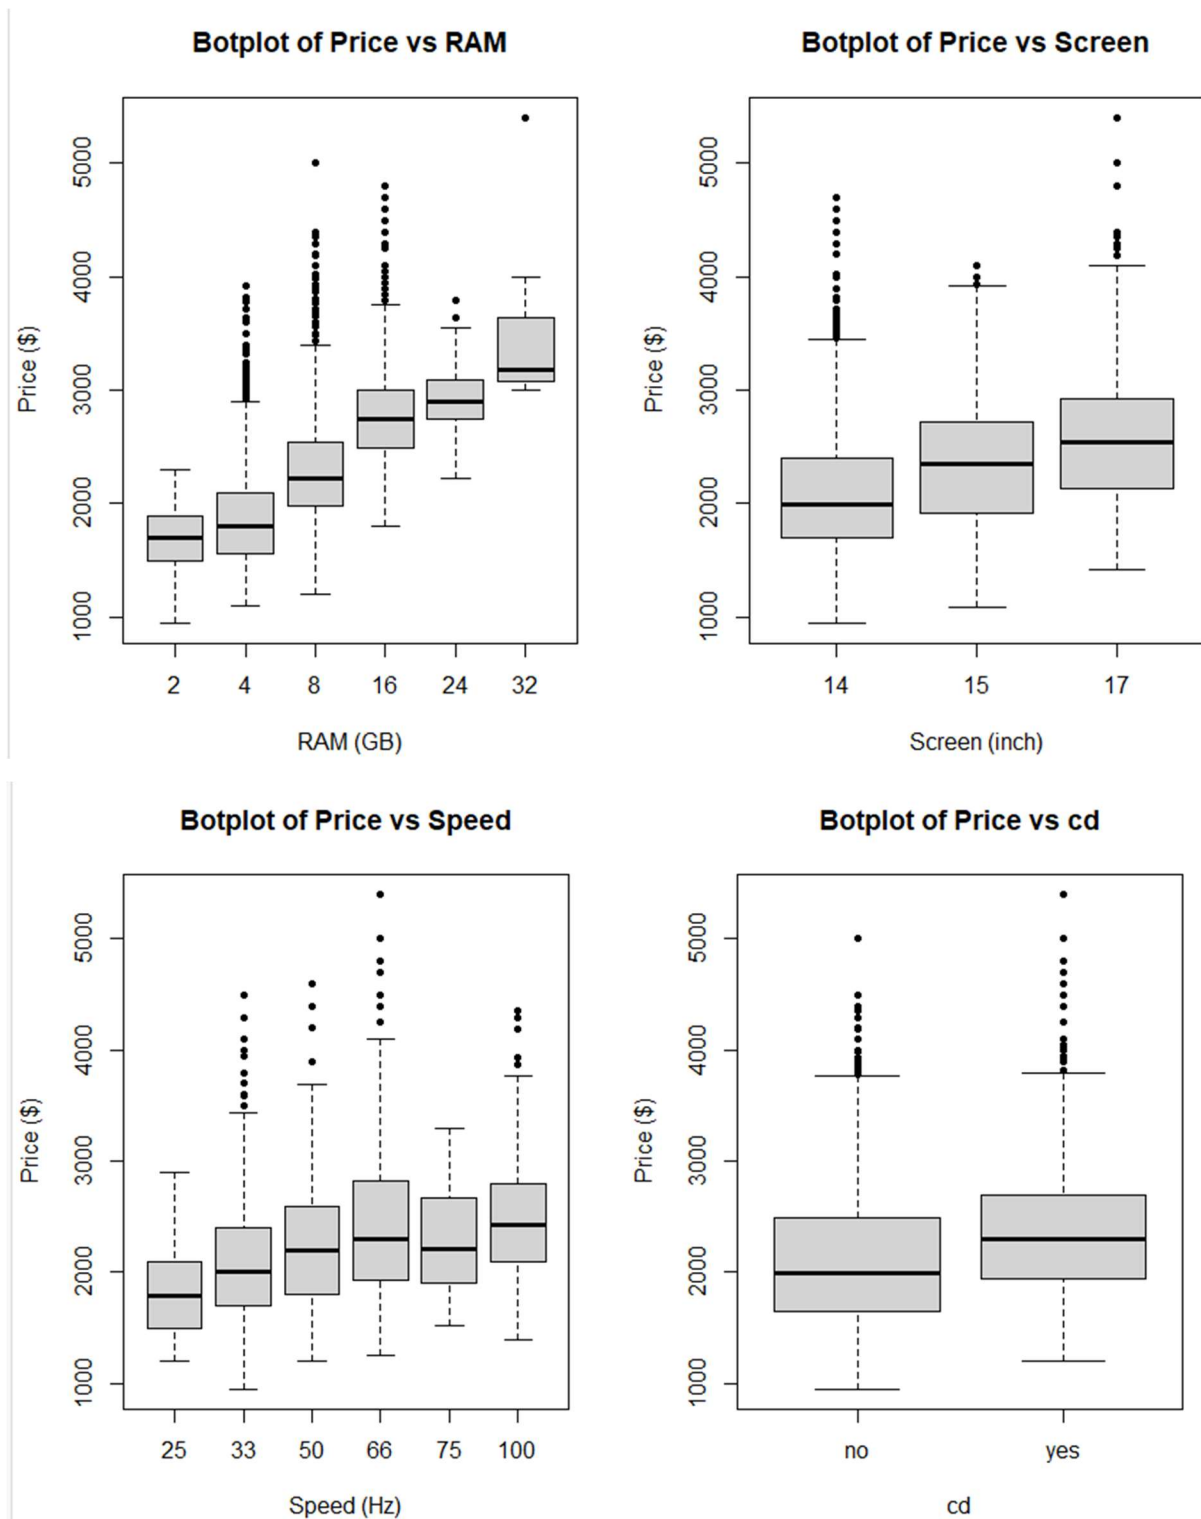 Botplot of Price vs RAM
Price ($)
5000
4000
3000
2000
1000
2 4 8 16 24 32
RAM (GB)
Botplot of Price vs Screen
Price ($)
5000
4000
3000
2000
1000
14 15 17
Screen (inch)
Botplot of Price vs Speed
Price ($)
5000
4000
3000
2000
1000
25 33 50 66 75 100
Speed (Hz)
Botplot of Price vs cd
Price ($)
5000
4000
3000
2000
1000
no yes
cd